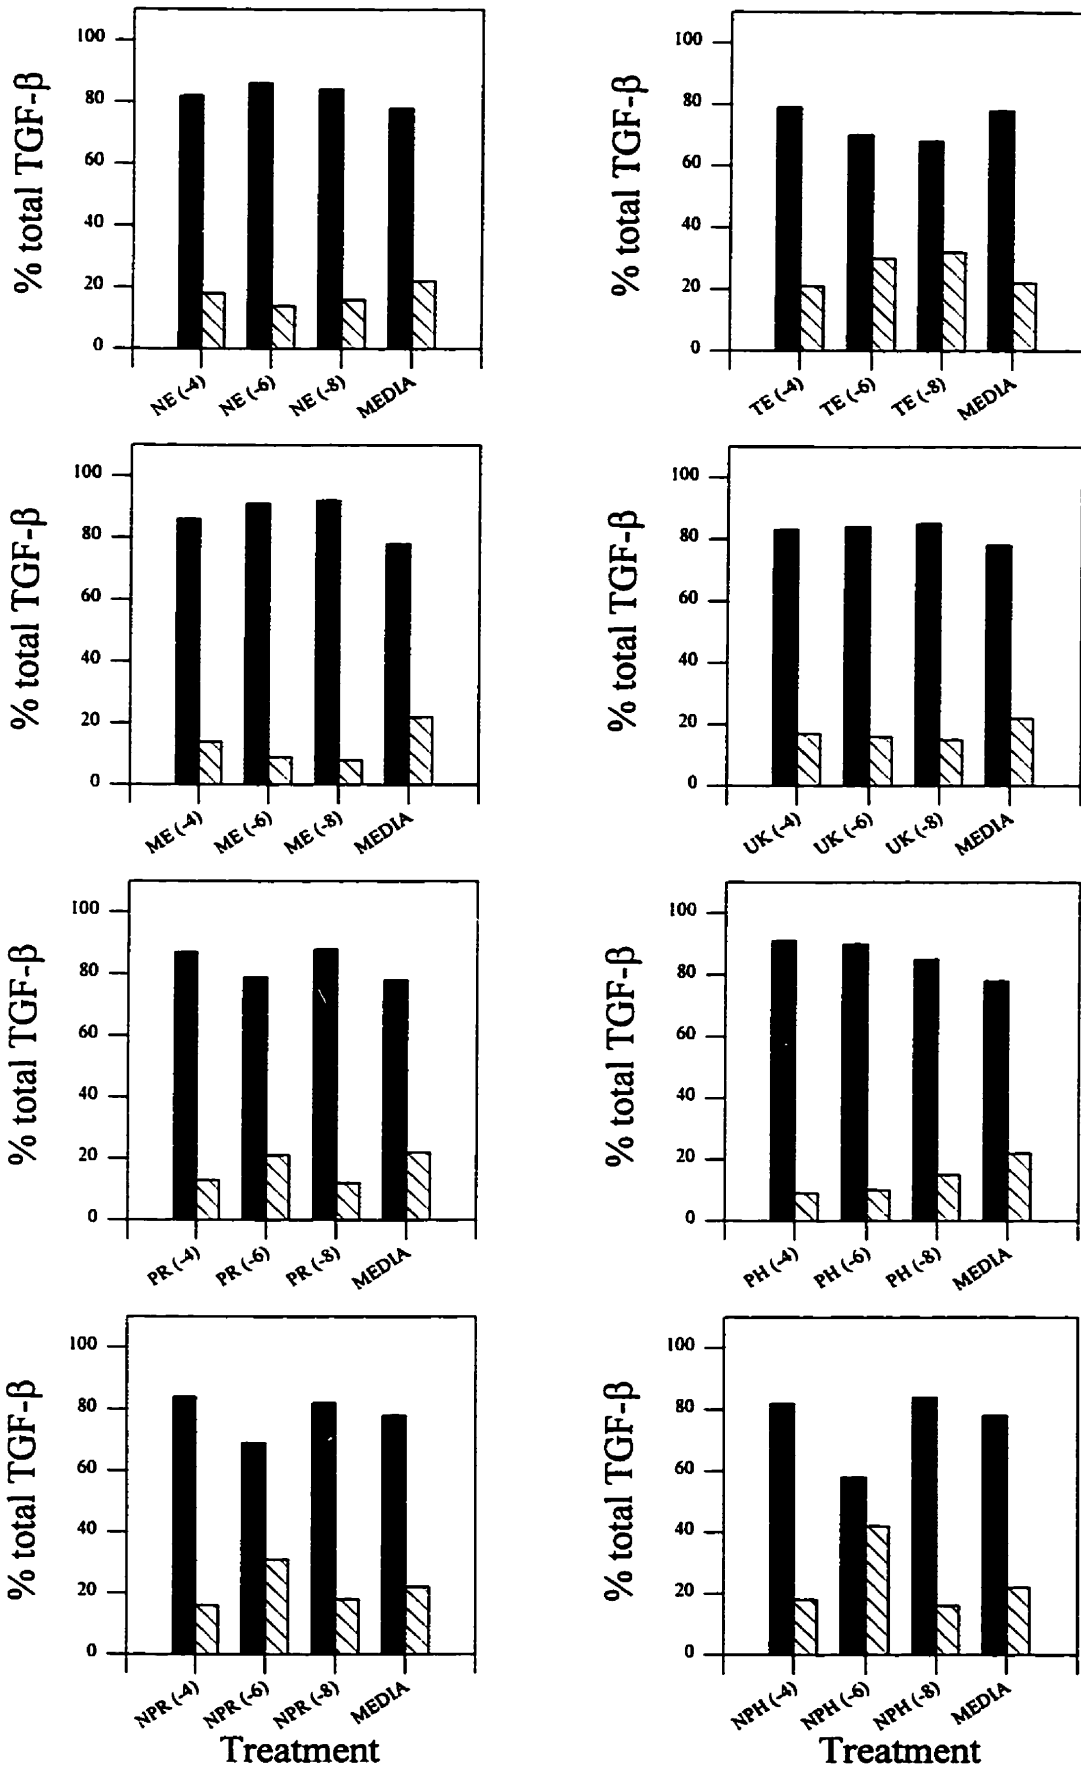 % total TGF-β
100
80
60
40
20
0
NE (-4) NE (-6) NE (-8) MEDIA
% total TGF-β
100
80
60
40
20
0
TE (-4) TE (-6) TE (-8) MEDIA
% total TGF-β
100
80
60
40
20
0
ME (-4) ME (-6) ME (-8) MEDIA
% total TGF-β
100
80
60
40
20
0
UK (-4) UK (-6) UK (-8) MEDIA
% total TGF-β
100
80
60
40
20
0
PR (-4) PR (-6) PR (-8) MEDIA
% total TGF-β
100
80
60
40
20
0
PH (-4) PH (-6) PH (-8) MEDIA
% total TGF-β
100
80
60
40
20
0
NPR (-4) NPR (-6) NPR (-8) MEDIA
Treatment
% total TGF-β
100
80
60
40
20
0
NPH (-4) NPH (-6) NPH (-8) MEDIA
Treatment